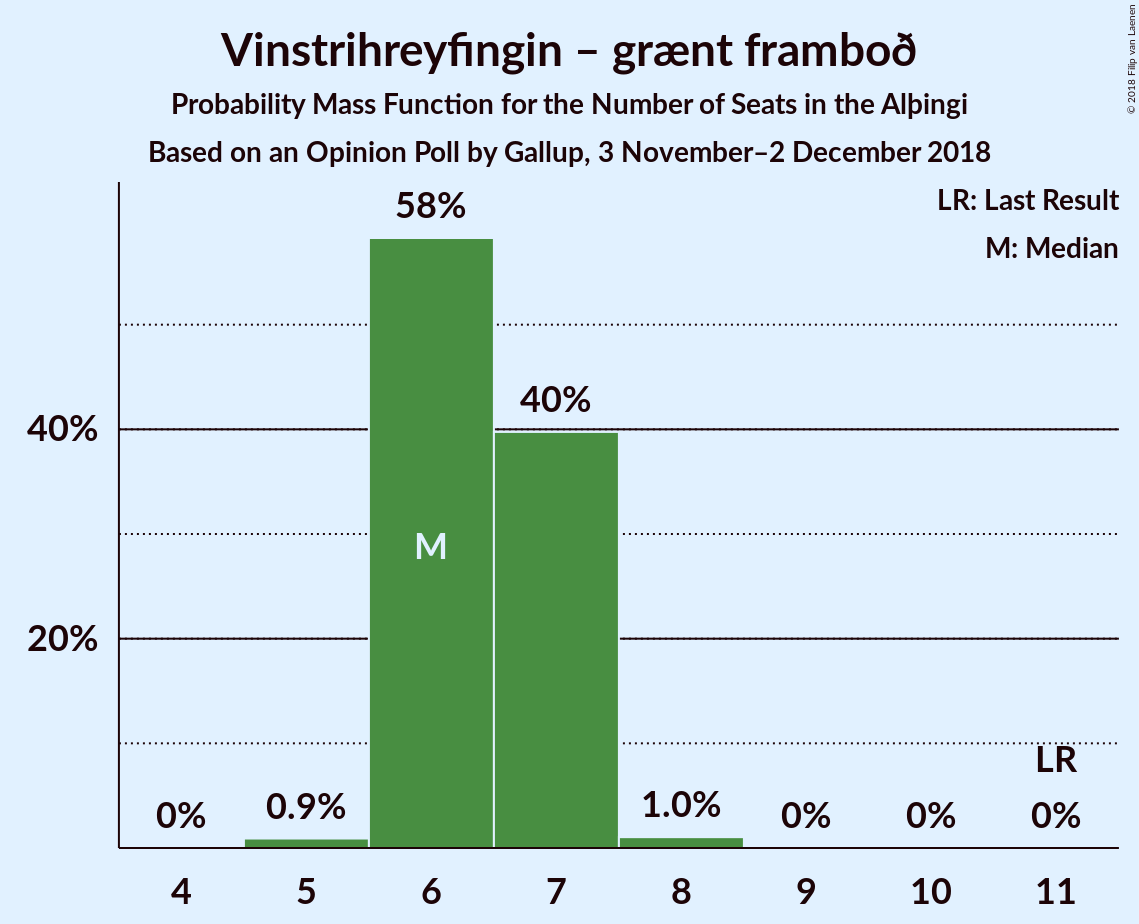 Vinstrihreyfingin – grænt framboð
Probability Mass Function for the Number of Seats in the Alþingi
Based on an Opinion Poll by Gallup, 3 November–2 December 2018
© 2018 Filip van Laenen
LR: Last Result
M: Median
58%
40%
40%
M
20%
LR
0%
0.9%
1.0%
0%
0%
0%
4 5 6 7 8 9 10 11